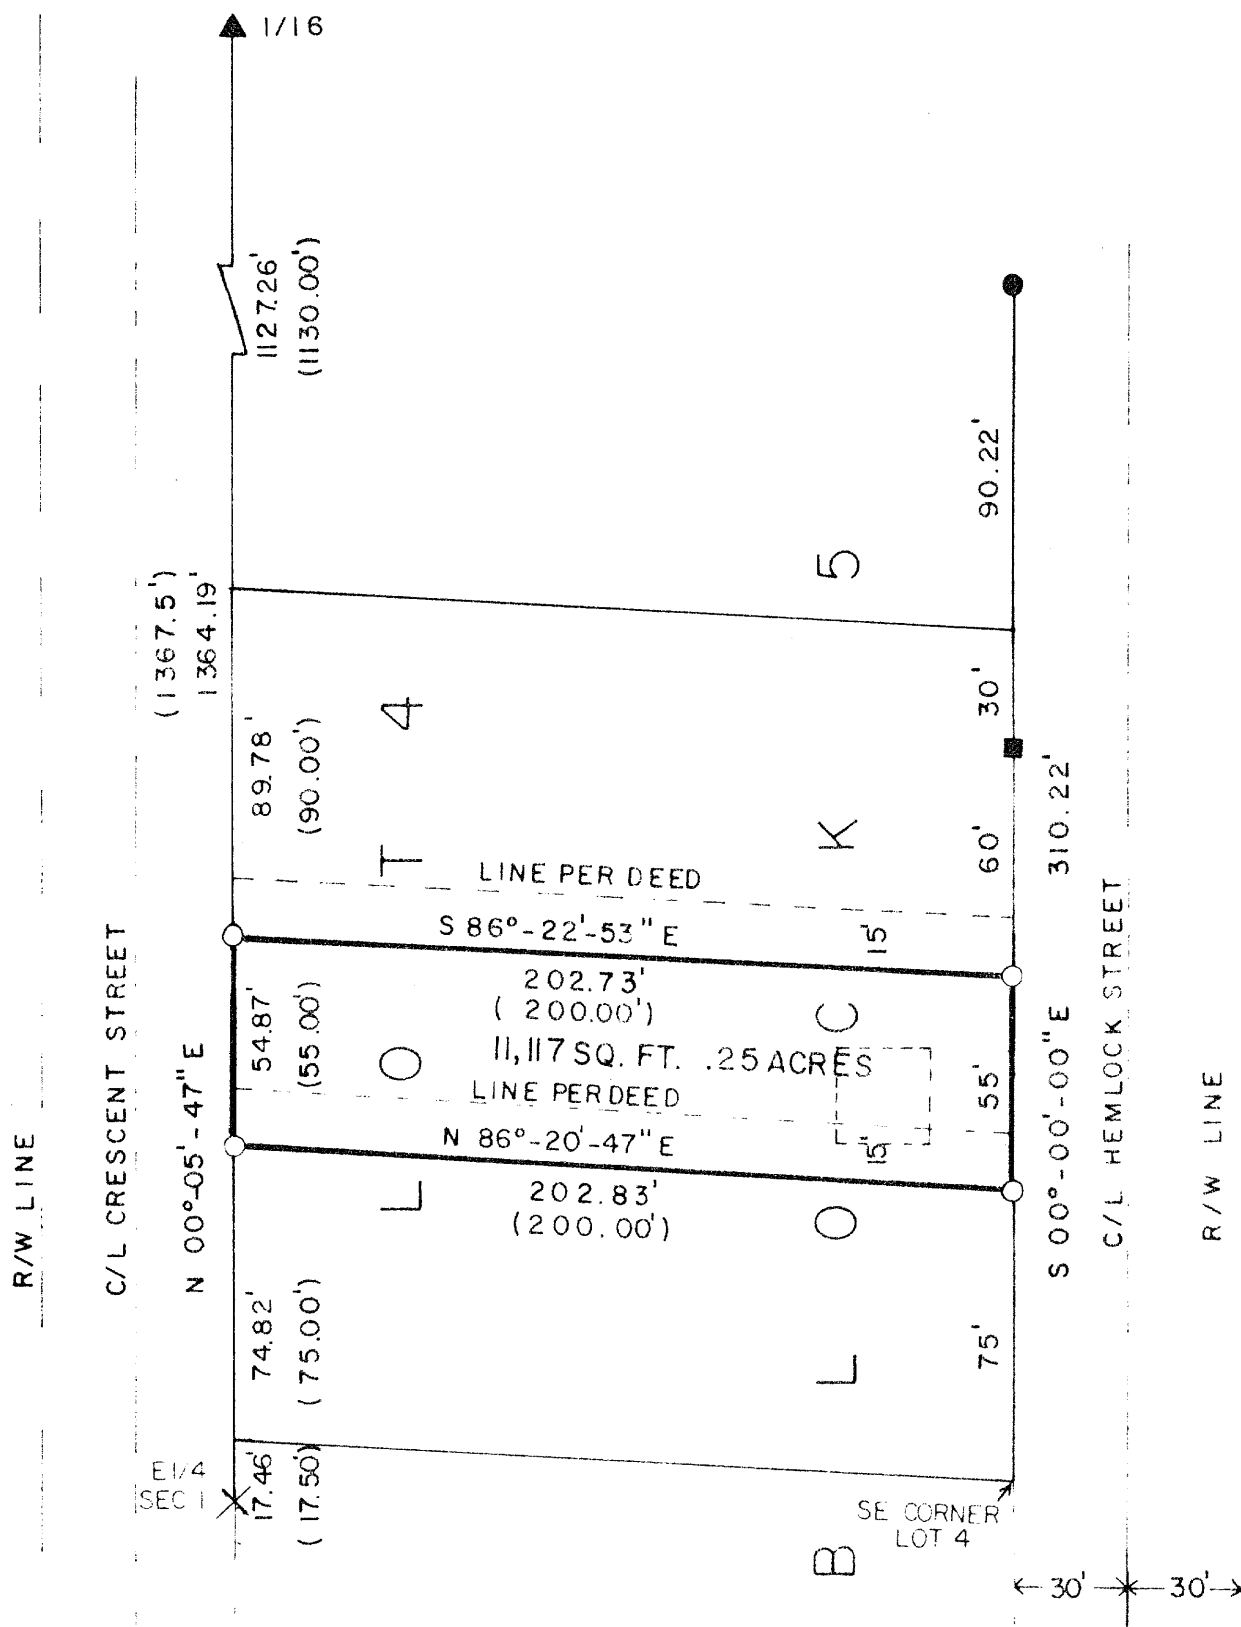 1/16
1127.26'
(1130.00')
90.22'
(1367.5')
1364.19'
5
89.78'
(90.00')
LOT 4
30'
60'
310.22'
BLOCK
LINE PER DEED
S 86°-22'-53" E
15'
202.73'
( 200.00')
11,117 SQ. FT. .25 ACRES
LINE PER DEED
N 86°-20'-47" E
15'
202.83'
(200.00')
54.87'
(55.00')
55'
R/W LINE
C/L CRESCENT STREET
N 00°-05'-47" E
S 00°-00'-00" E
C/L HEMLOCK STREET
R/W LINE
74.82'
(75.00')
75'
E 1/4
SEC 1
17.46'
(17.50')
SE CORNER
LOT 4
30'
30'